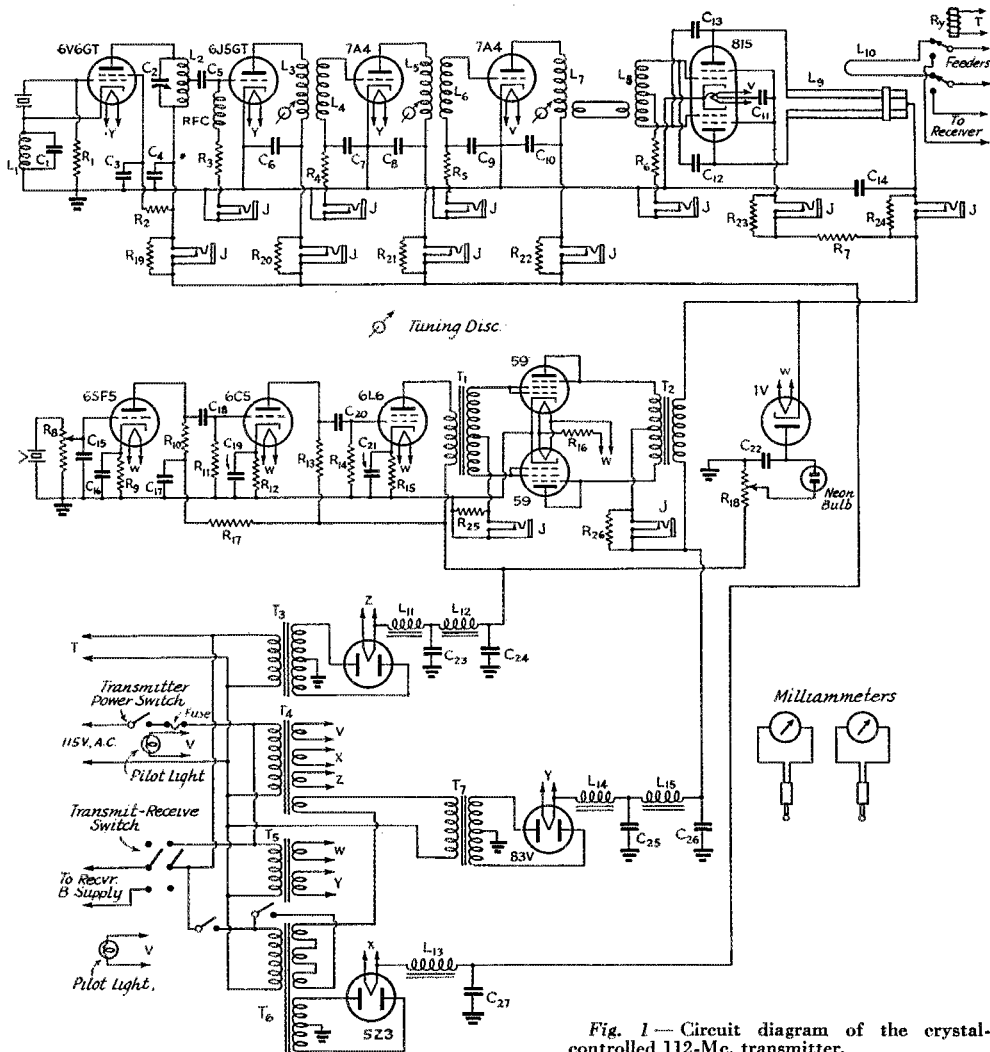 6V6GT
6J5GT
7A4
7A4
815
C13
Ry
T
L2
C2
C5
L3
L5
L7
L8
L10
Feeders
L4
L6
L9
V
C11
RFC
Y
Y
Y
V
To Receiver
L1
C1
R1
C3
C4
R3
C6
R4
C7
C8
R5
C9
C10
R6
C12
C14
R2
J
J
J
J
R23
R24
J
R19
J
R20
J
R21
J
R22
J
R7
Tuning Disc.
6SF5
6C5
6L6
T1
59
T2
1V
W
R8
C15
R10
C18
C20
C16
R9
W
C17
R11
C19
R12
W
R13
R14
C21
R15
W
R16
W
59
C22
R18
Neon Bulb
R17
R25
J
R26
J
T3
Z
L11
L12
C23
C24
T
Transmitter Power Switch
Fuse
115V, A.C.
V
Pilot Light
T4
V
X
Z
Milliammeters
T7
Y
L14
L15
83V
C25
C26
Transmit-Receive Switch
T5
W
Y
To Recvr. B Supply
V
Pilot Light.
T6
X
L13
5Z3
C27
Fig. 1 — Circuit diagram of the crystal-
controlled 112-Mc. transmitter.